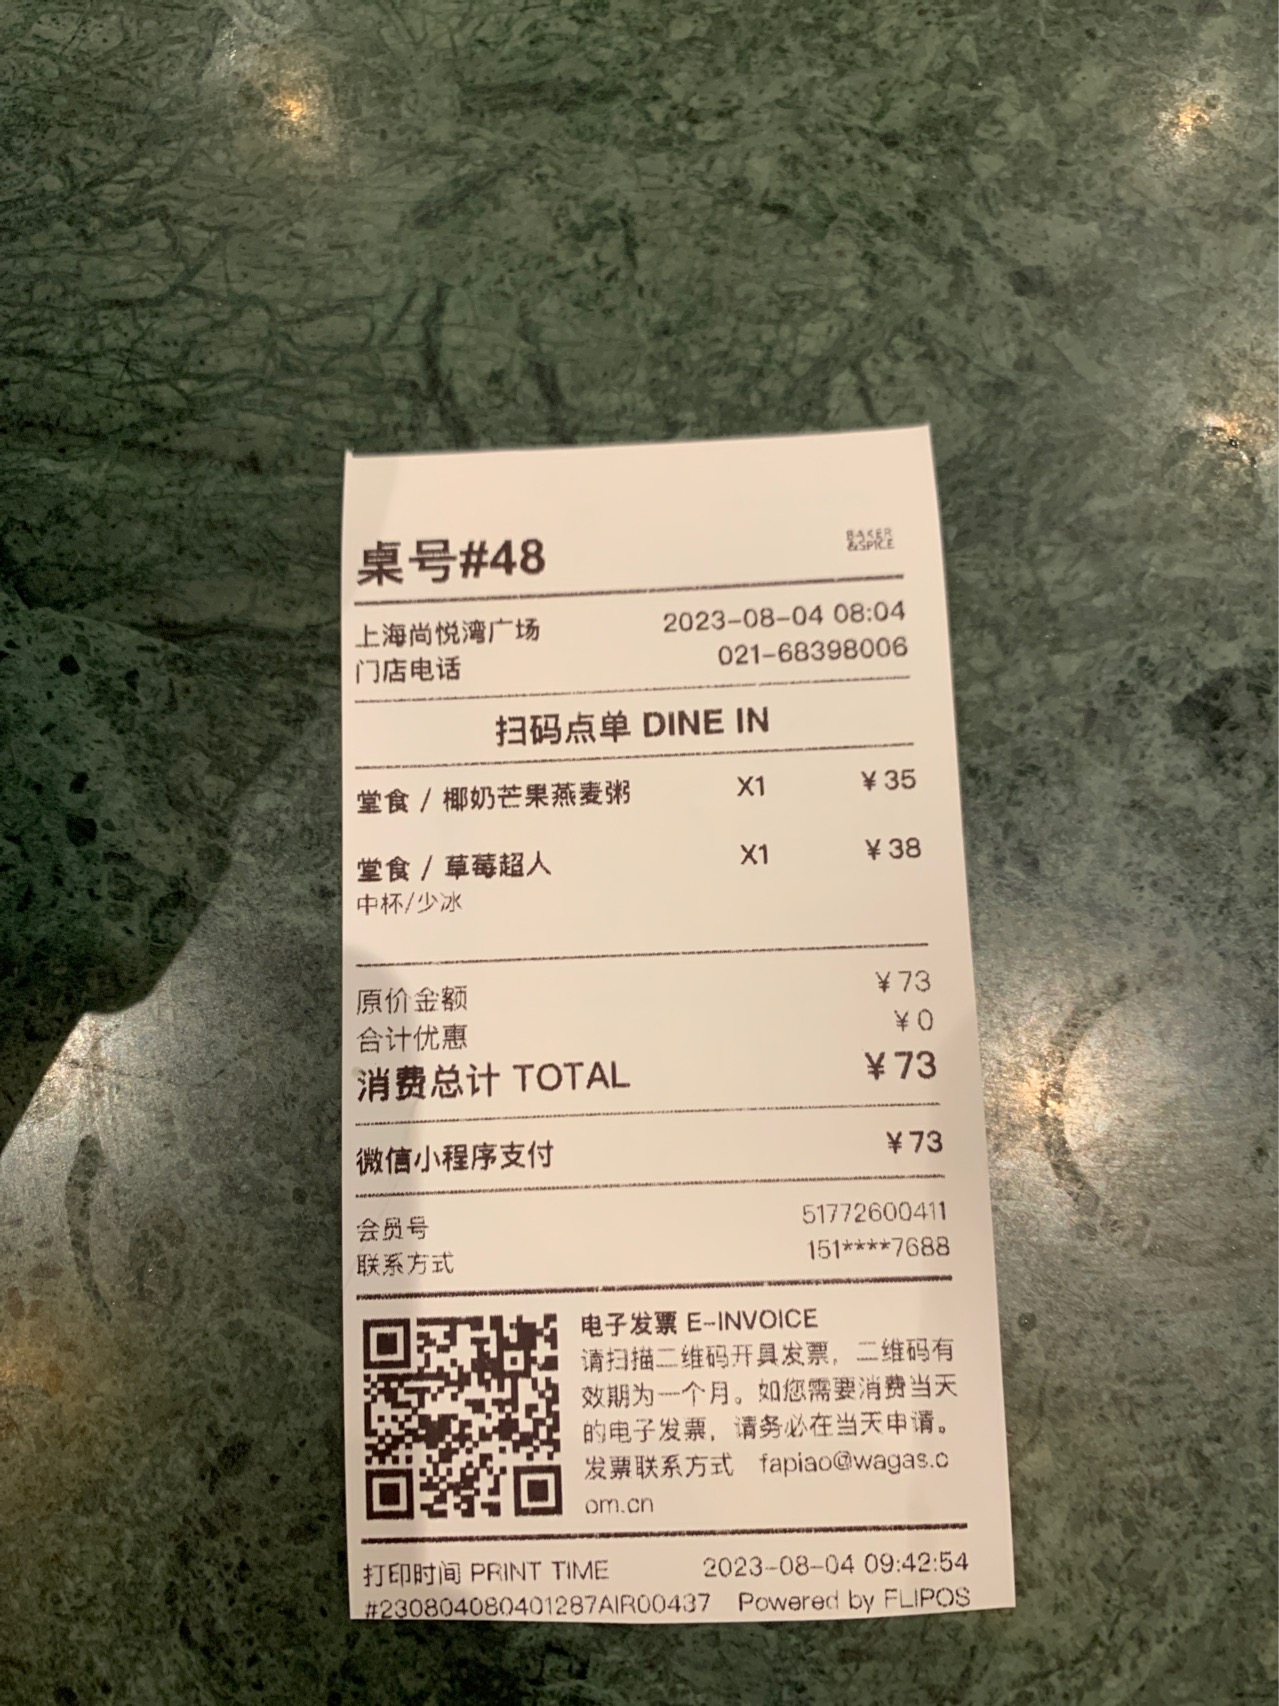 桌号#48
BAKER
&SPICE
上海尚悦湾广场 2023-08-04 08:04
门店电话 021-68398006
扫码点单 DINE IN
堂食 / 椰奶芒果燕麦粥 X1 ¥35
堂食 / 草莓超人 X1 ¥38
中杯/少冰
原价金额 ¥73
合计优惠 ¥0
消费总计 TOTAL ¥73
微信小程序支付 ¥73
会员号 51772600411
联系方式 151****7688
电子发票 E-INVOICE
请扫描二维码开具发票，二维码有
效期为一个月。如您需要消费当天
的电子发票，请务必在当天申请。
发票联系方式 fapiao@wagas.c
om.cn
打印时间 PRINT TIME 2023-08-04 09:42:54
#230804080401287AIR00437 Powered by FLIPOS